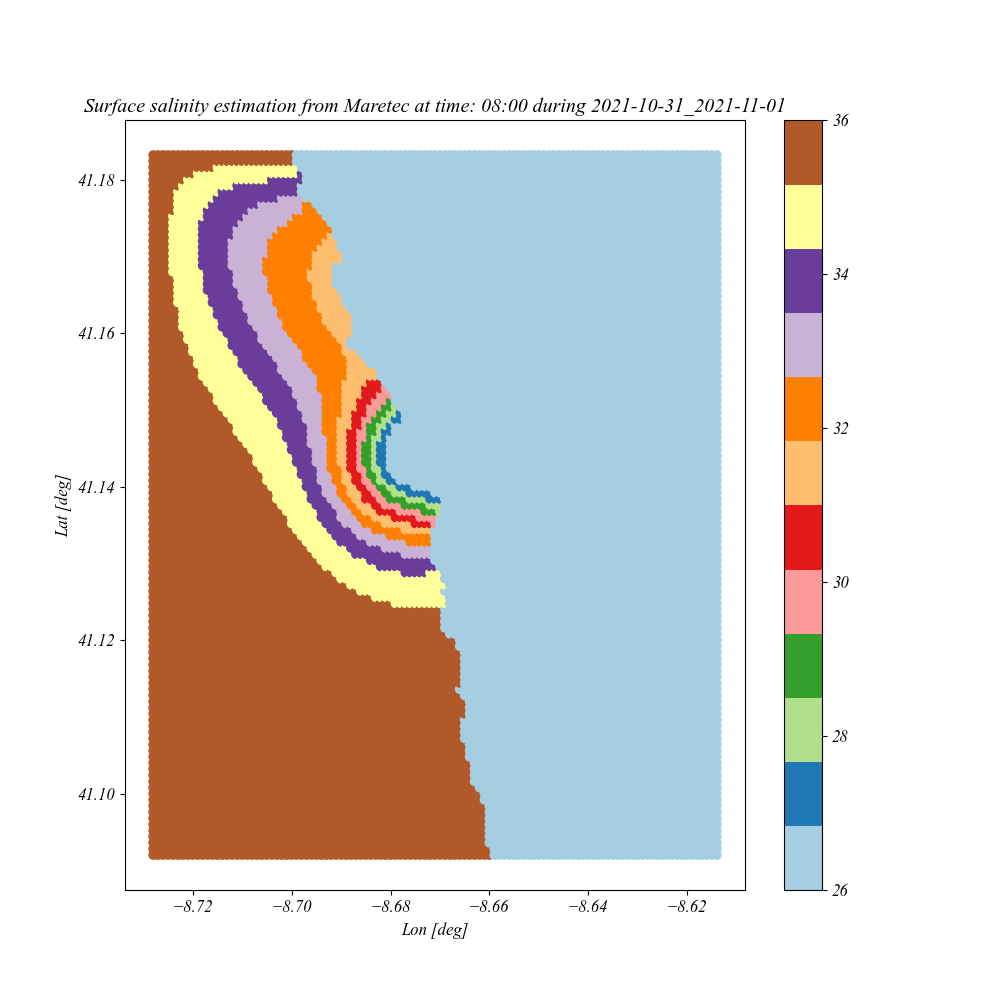 Surface salinity estimation from Maretec at time: 08:00 during 2021-10-31_2021-11-01
36
41.18
34
41.16
32
41.14
Lat [deg]
30
41.12
28
41.10
26
−8.72 −8.70 −8.68 −8.66 −8.64 −8.62
Lon [deg]